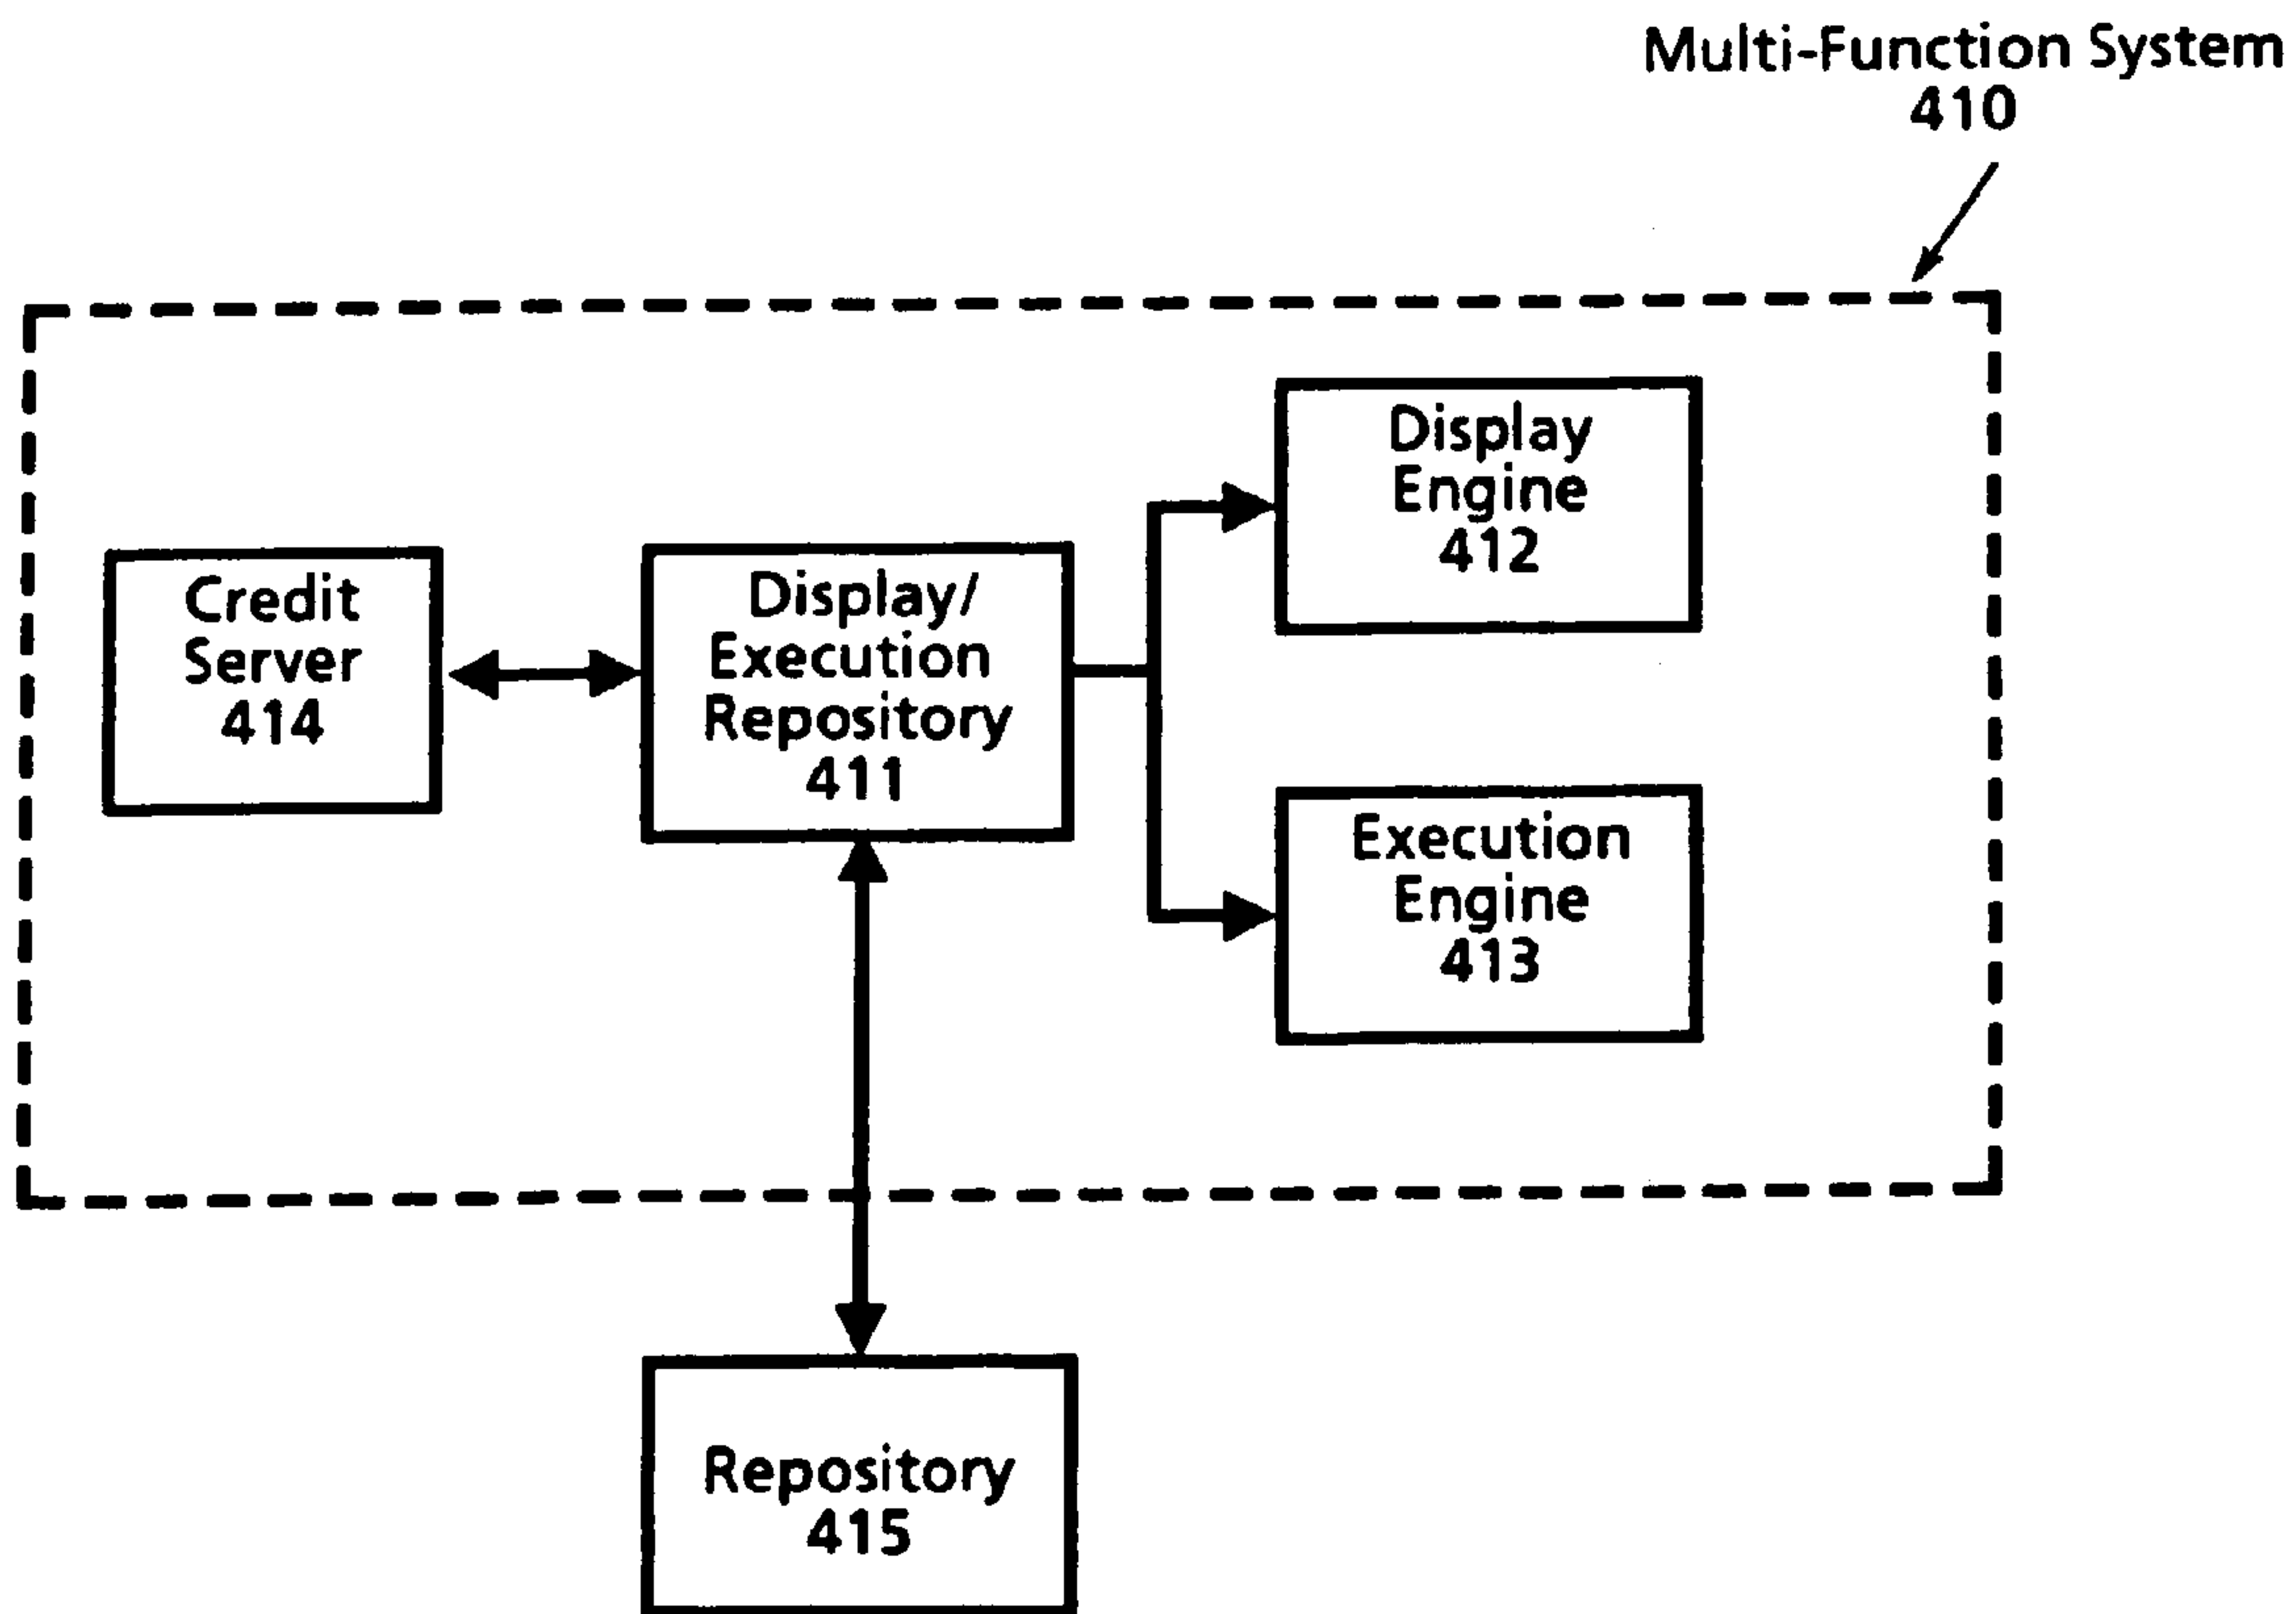 Multi-Function System
410
Display
Engine
412
Credit
Server
414
Display/
Execution
Repository
411
Execution
Engine
413
Repository
415